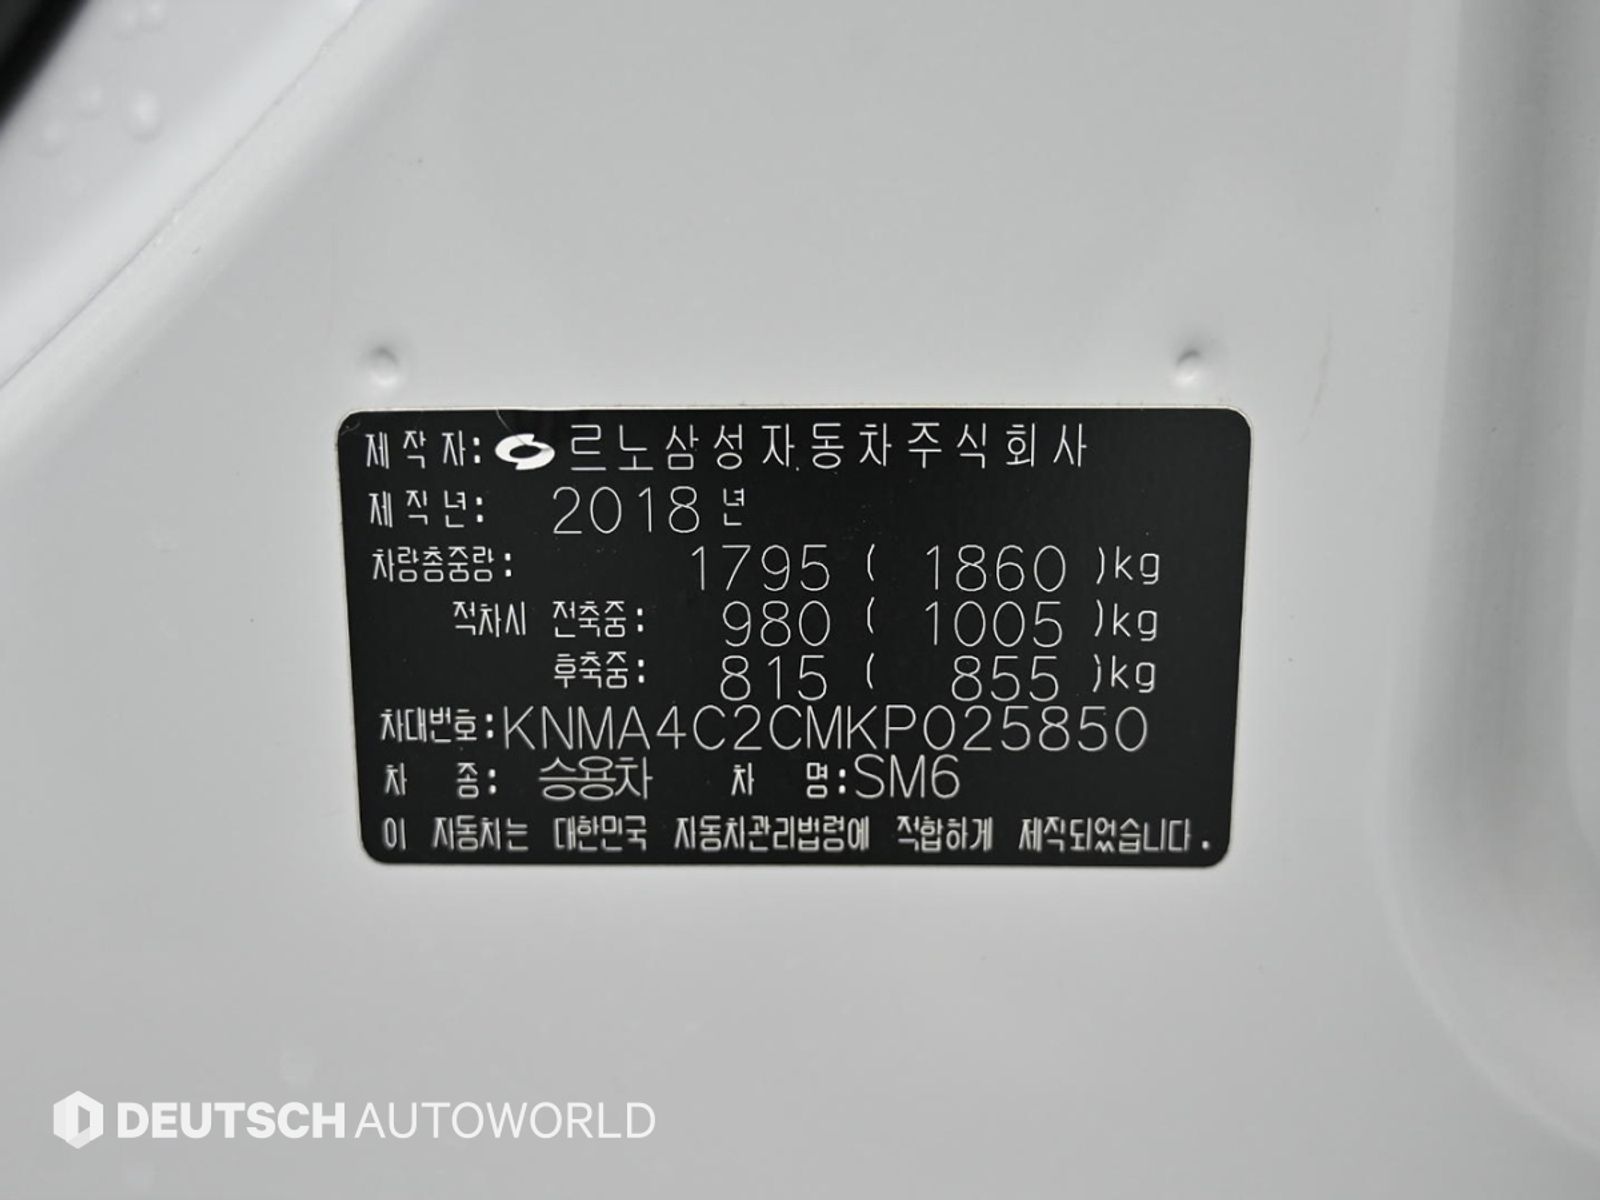 제 작 자: 르노삼성자동차주식회사
제 작 년: 2018 년
차량총중량: 1795 ( 1860 )kg
적차시 전축중: 980 ( 1005 )kg
후축중: 815 ( 855 )kg
차대번호:KNMA4C2CMKP025850
차 종: 승용차 차 명:SM6
이 자동차는 대한민국 자동차관리법령에 적합하게 제작되었습니다.
DEUTSCH AUTOWORLD